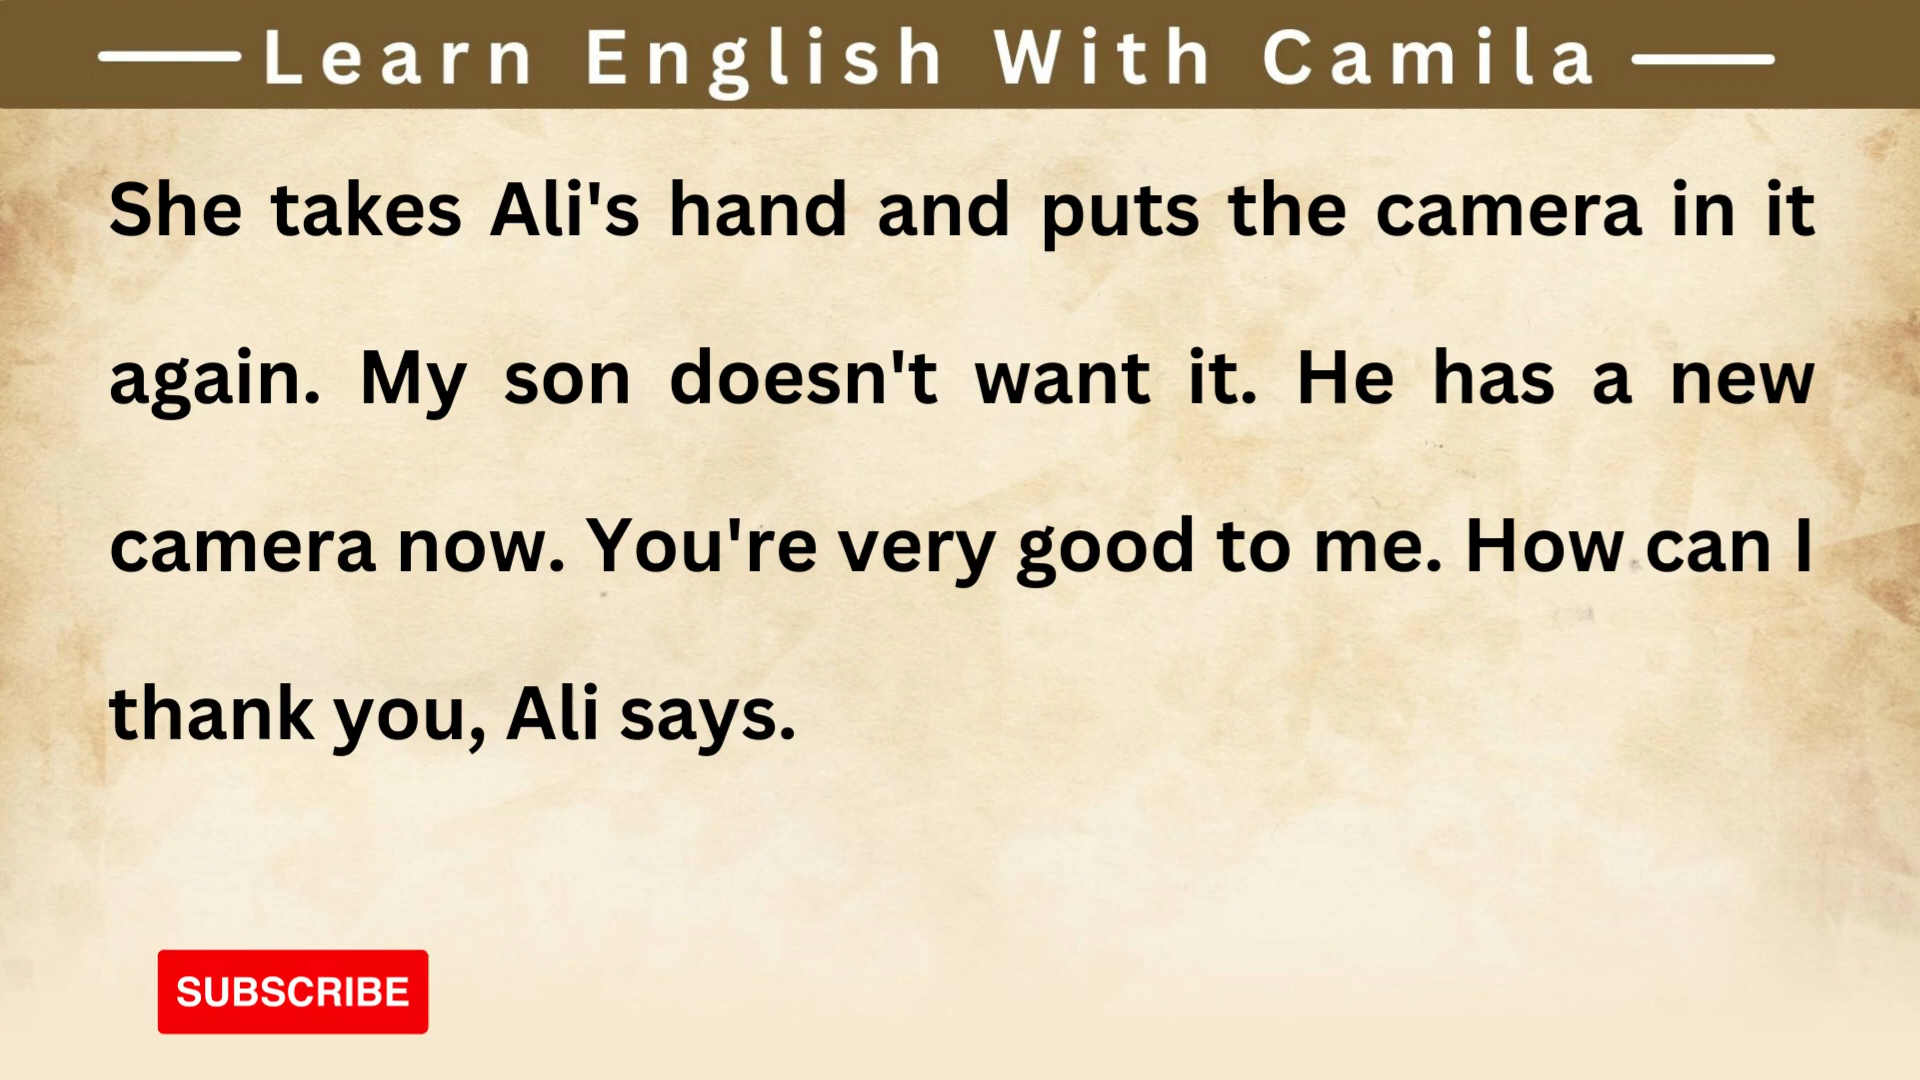 Learn English With Camila
She takes Ali's hand and puts the camera in it
again. My son doesn't want it. He has a new
camera now. You're very good to me. How can I
thank you, Ali says.
SUBSCRIBE